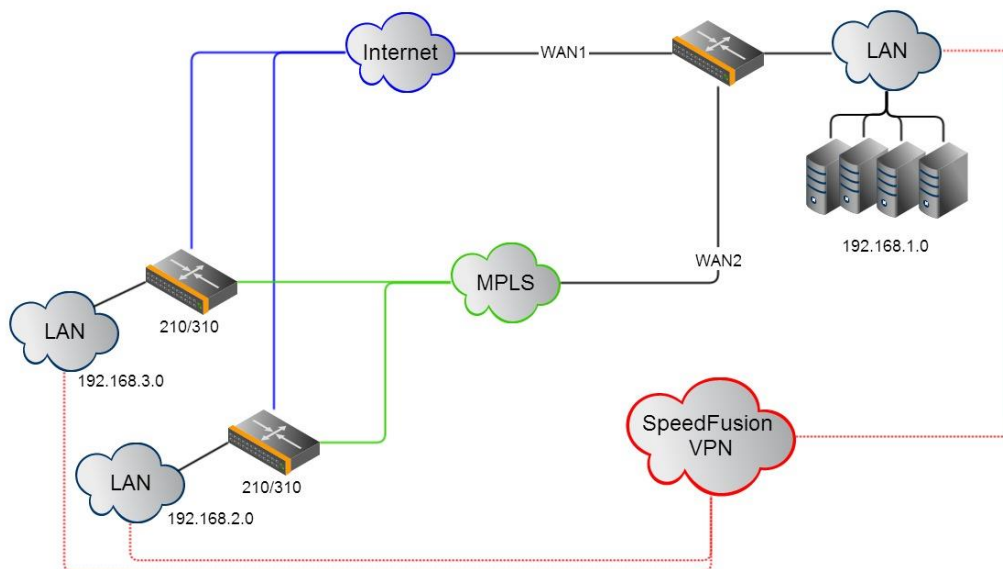 Internet
WAN1
LAN
192.168.1.0
WAN2
MPLS
210/310
LAN
192.168.3.0
SpeedFusion
VPN
LAN
210/310
192.168.2.0